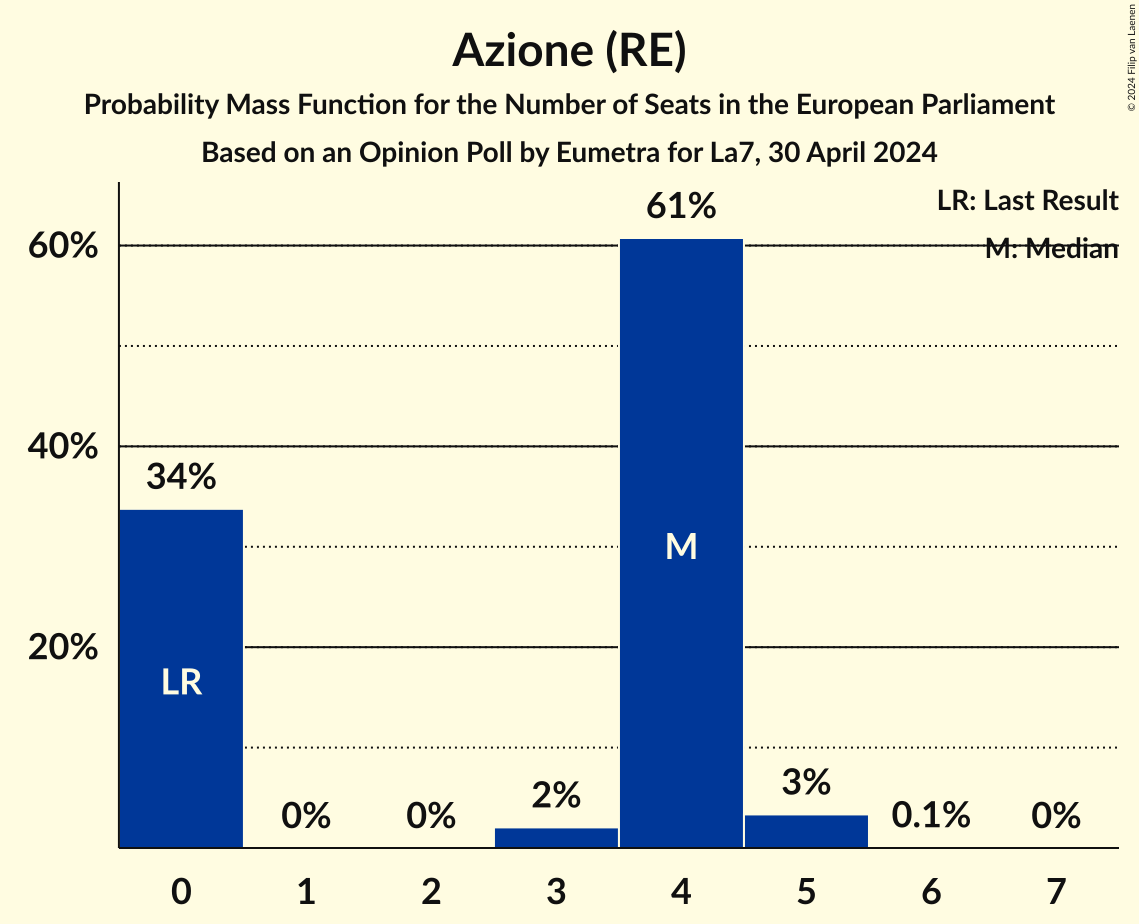 Azione (RE)
Probability Mass Function for the Number of Seats in the European Parliament
Based on an Opinion Poll by Eumetra for La7, 30 April 2024
© 2024 Filip van Laenen
LR: Last Result
M: Median
60%
40%
20%
34%
0%
0%
2%
61%
3%
0.1%
0%
LR
M
0
1
2
3
4
5
6
7